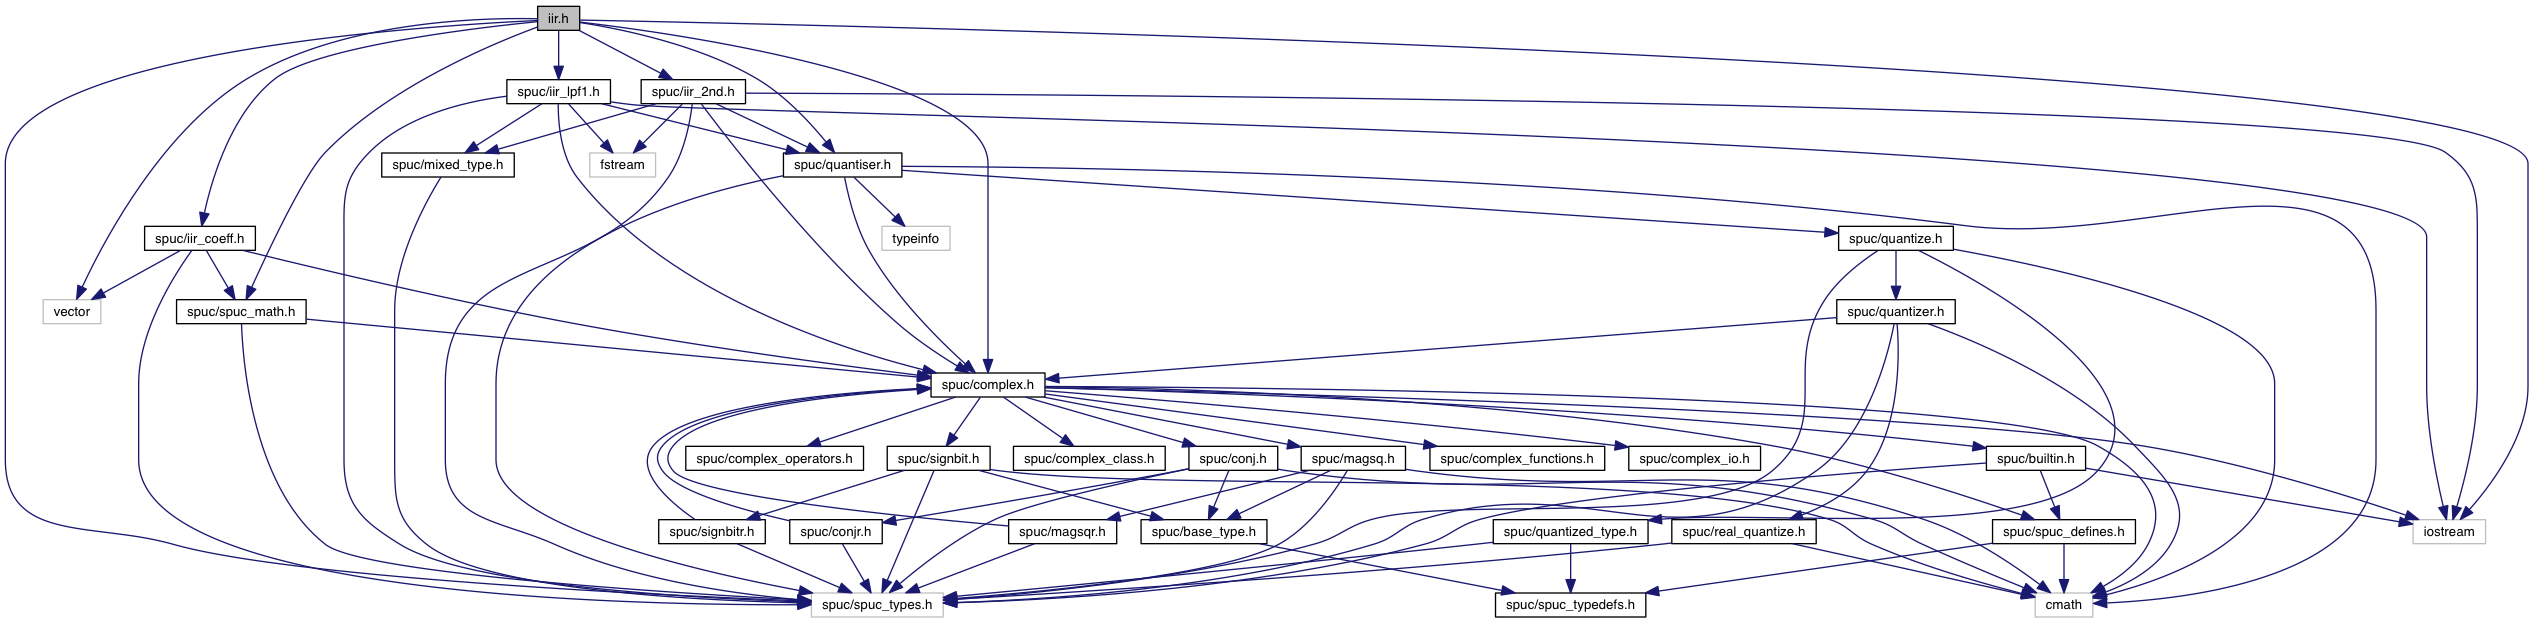 iir.h
spuc/iir_lpf1.h
spuc/iir_2nd.h
spuc/mixed_type.h
fstream
spuc/quantiser.h
spuc/iir_coeff.h
typeinfo
spuc/quantize.h
vector
spuc/spuc_math.h
spuc/quantizer.h
spuc/complex.h
spuc/complex_operators.h
spuc/signbit.h
spuc/complex_class.h
spuc/conj.h
spuc/magsq.h
spuc/complex_functions.h
spuc/complex_io.h
spuc/builtin.h
spuc/signbitr.h
spuc/conjr.h
spuc/magsqr.h
spuc/base_type.h
spuc/quantized_type.h
spuc/real_quantize.h
spuc/spuc_defines.h
iostream
spuc/spuc_types.h
spuc/spuc_typedefs.h
cmath